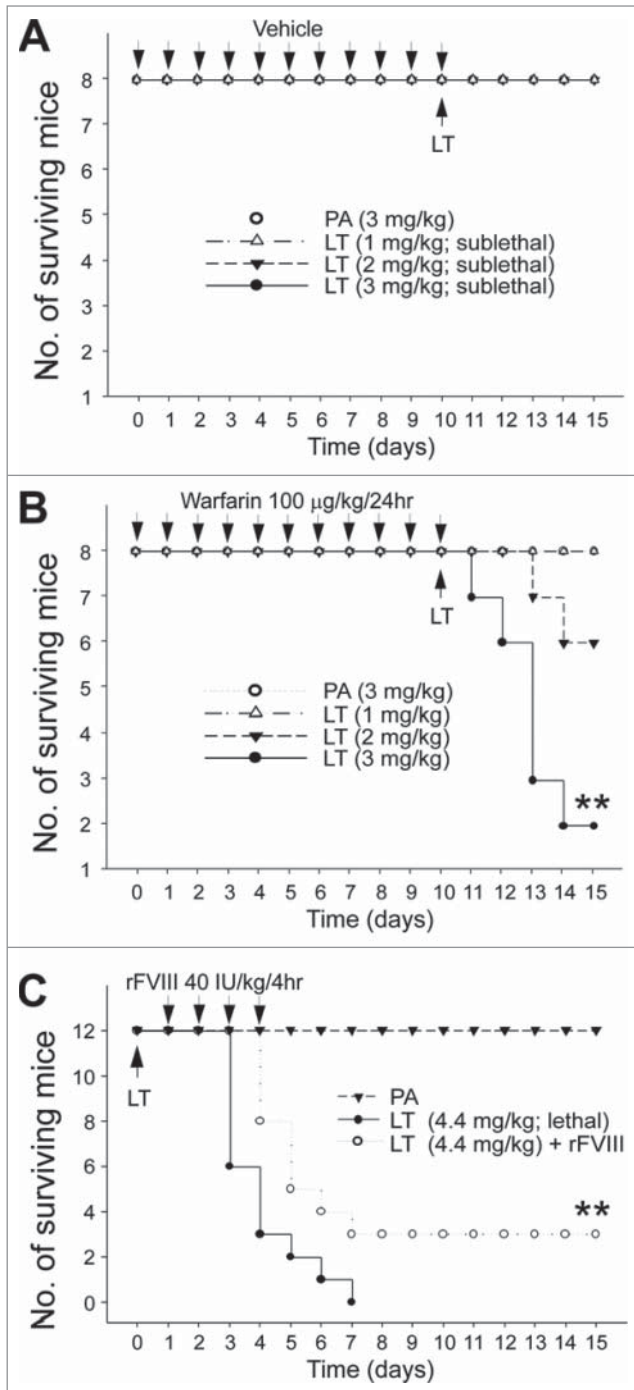 A
Vehicle
No. of surviving mice
8
7
6
5
4
3
2
1
LT
PA (3 mg/kg)
LT (1 mg/kg; sublethal)
LT (2 mg/kg; sublethal)
LT (3 mg/kg; sublethal)
0 1 2 3 4 5 6 7 8 9 10 11 12 13 14 15
Time (days)
B
Warfarin 100 μg/kg/24hr
No. of surviving mice
8
7
6
5
4
3
2
1
LT
PA (3 mg/kg)
LT (1 mg/kg)
LT (2 mg/kg)
LT (3 mg/kg)
**
0 1 2 3 4 5 6 7 8 9 10 11 12 13 14 15
Time (days)
C
rFVIII 40 IU/kg/4hr
No. of surviving mice
12
10
8
6
4
2
0
LT
PA
LT (4.4 mg/kg; lethal)
LT (4.4 mg/kg) + rFVIII
**
0 1 2 3 4 5 6 7 8 9 10 11 12 13 14 15
Time (days)